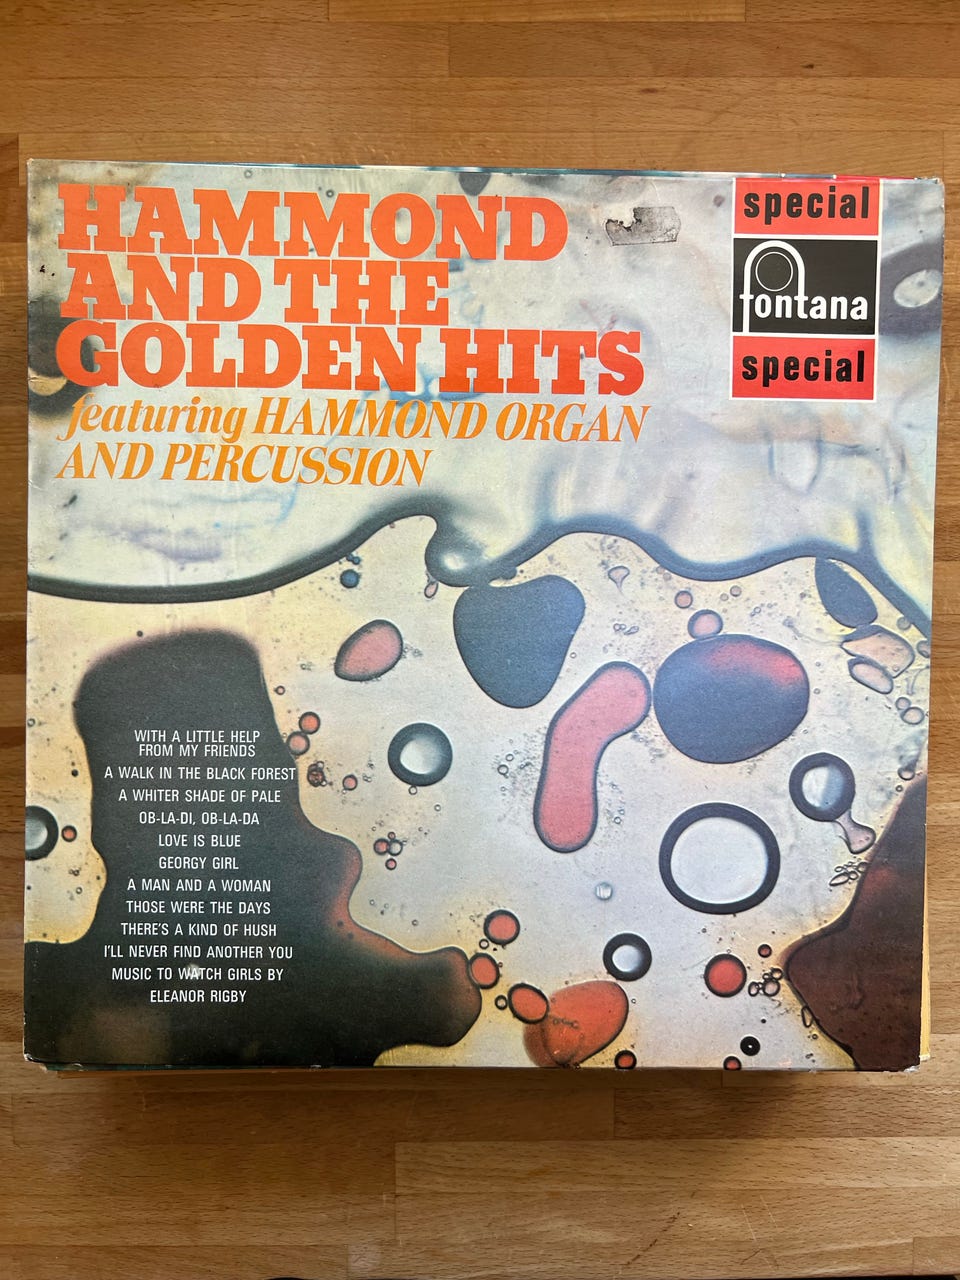 HAMMOND
AND THE
GOLDEN HITS
featuring HAMMOND ORGAN
AND PERCUSSION
special
fontana
special
WITH A LITTLE HELP
FROM MY FRIENDS
A WALK IN THE BLACK FOREST
A WHITER SHADE OF PALE
OB-LA-DI, OB-LA-DA
LOVE IS BLUE
GEORGY GIRL
A MAN AND A WOMAN
THOSE WERE THE DAYS
THERE'S A KIND OF HUSH
I'LL NEVER FIND ANOTHER YOU
MUSIC TO WATCH GIRLS BY
ELEANOR RIGBY